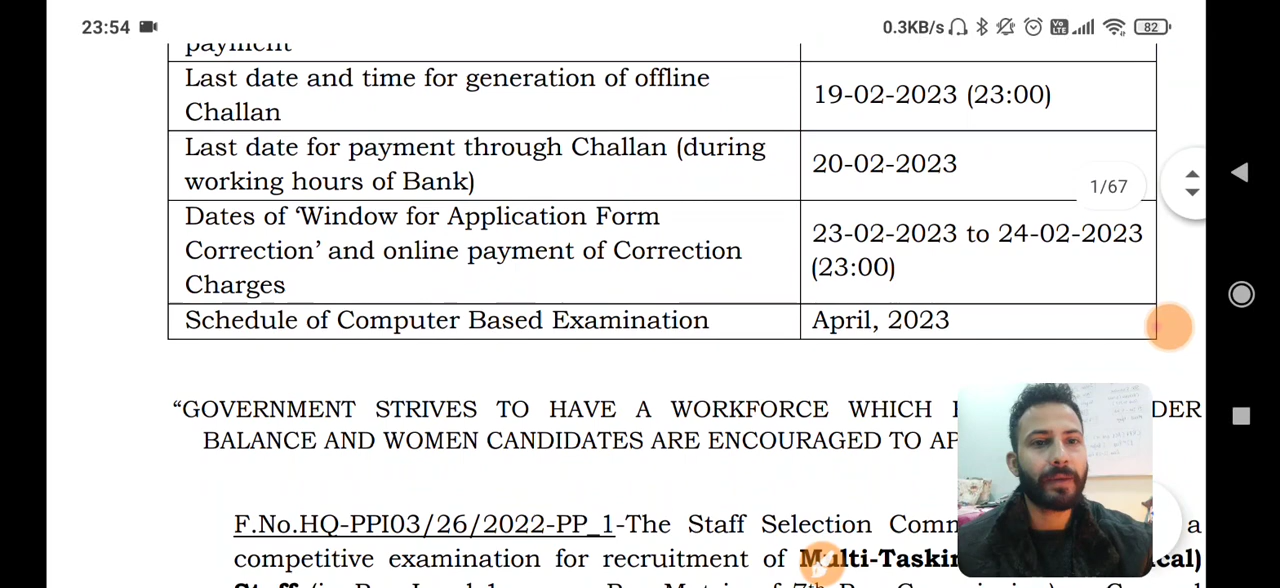 23:54 0.3KB/s 82
payment
Last date and time for generation of offline
Challan
19-02-2023 (23:00)
Last date for payment through Challan (during
working hours of Bank)
20-02-2023
1/67
Dates of ‘Window for Application Form
Correction’ and online payment of Correction
Charges
23-02-2023 to 24-02-2023
(23:00)
Schedule of Computer Based Examination
April, 2023
“GOVERNMENT STRIVES TO HAVE A WORKFORCE WHICH DER
BALANCE AND WOMEN CANDIDATES ARE ENCOURAGED TO AP
F.No.HQ-PPI03/26/2022-PP_1-The Staff Selection Comm a
competitive examination for recruitment of Multi-Taskin cal)